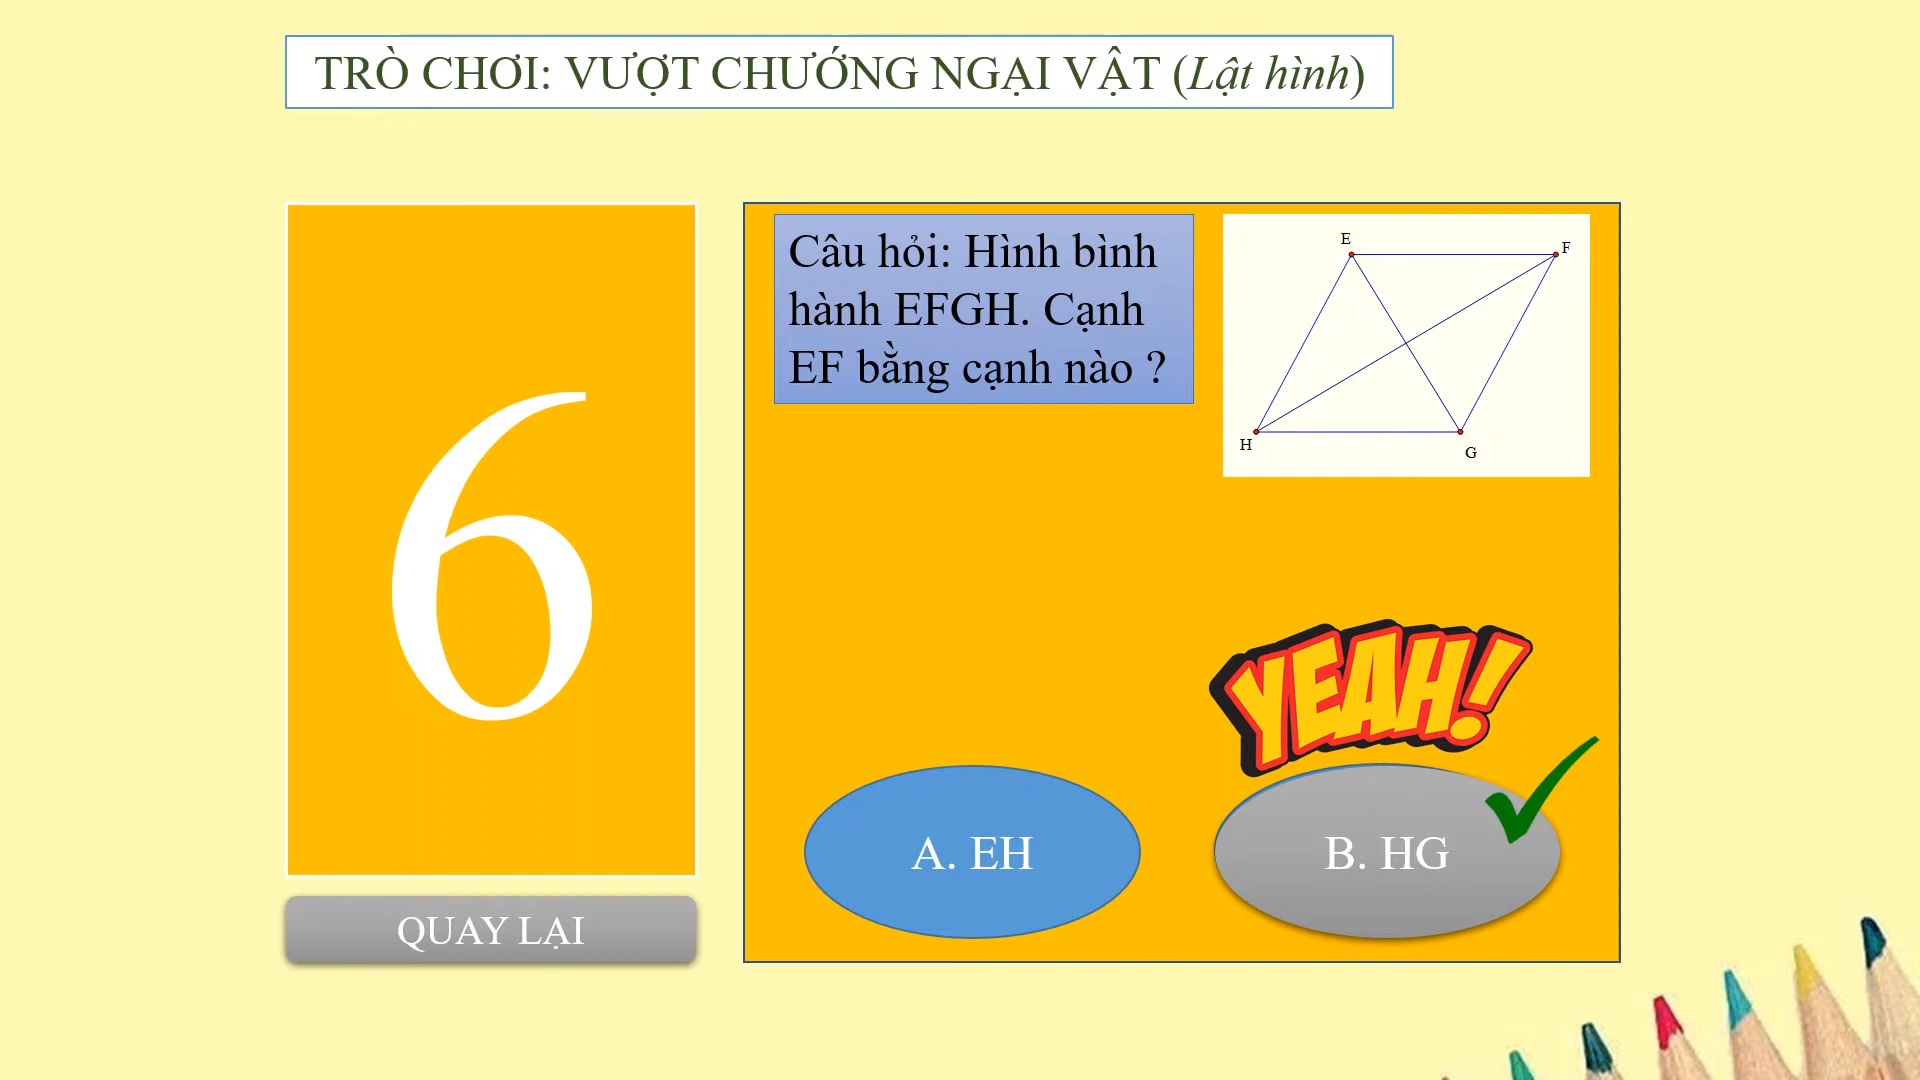 TRÒ CHƠI: VƯỢT CHƯỚNG NGẠI VẬT (Lật hình)
6
QUAY LẠI
Câu hỏi: Hình bình
hành EFGH. Cạnh
EF bằng cạnh nào ?
E
F
H
G
YEAH!
A. EH
B. HG